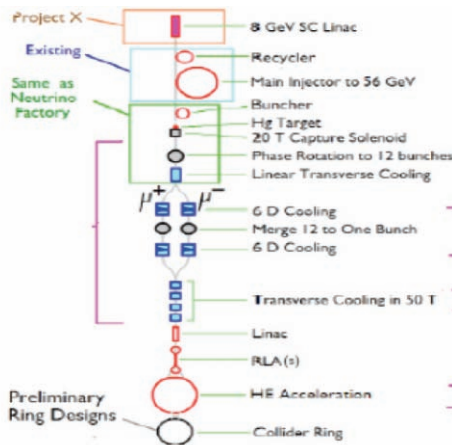 Project X
8 GeV SC Linac
Existing
Recycler
Main Injector to 56 GeV
Same as
Neutrino
Factory
Buncher
Hg Target
20 T Capture Solenoid
Phase Rotation to 12 bunches
Linear Transverse Cooling
μ+ μ−
6 D Cooling
Merge 12 to One Bunch
6 D Cooling
Transverse Cooling in 50 T
Linac
RLA(s)
HE Acceleration
Preliminary
Ring Designs
Collider Ring